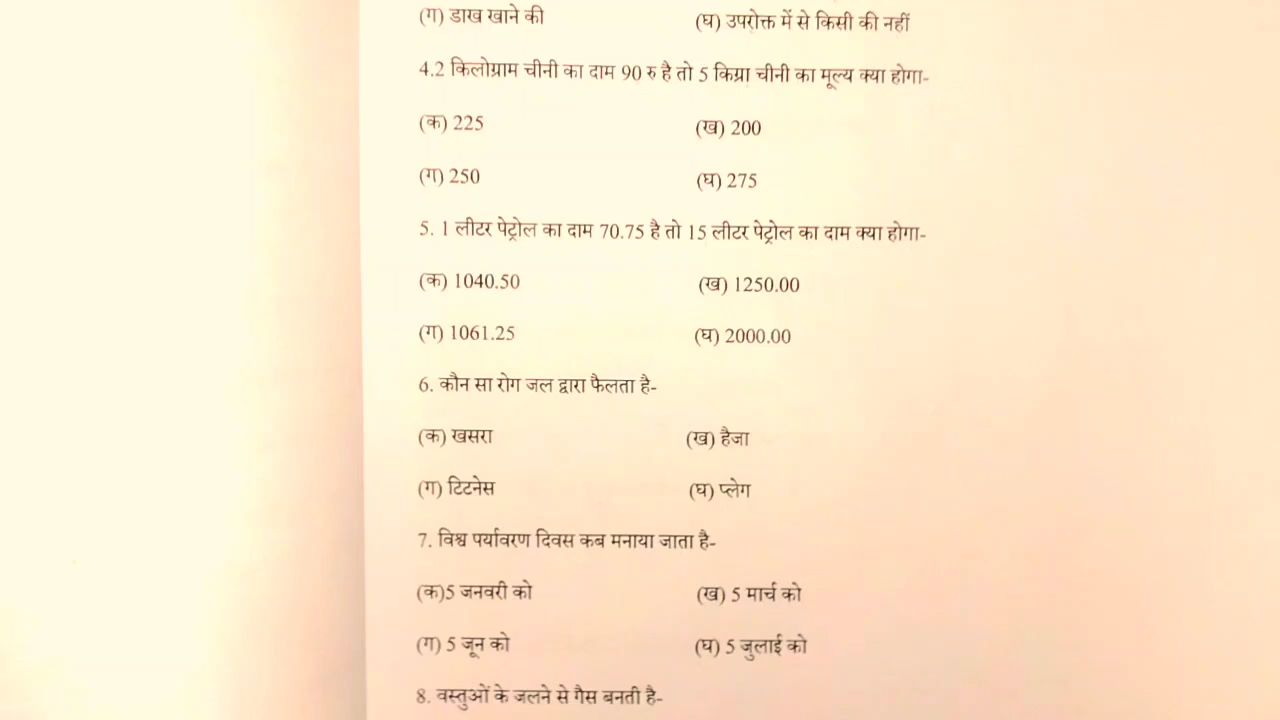 (ग) डाख खाने की (घ) उपरोक्त में से किसी की नहीं
4.2 किलोग्राम चीनी का दाम 90 रु है तो 5 किग्रा चीनी का मूल्य क्या होगा-
(क) 225 (ख) 200
(ग) 250 (घ) 275
5. 1 लीटर पेट्रोल का दाम 70.75 है तो 15 लीटर पेट्रोल का दाम क्या होगा-
(क) 1040.50 (ख) 1250.00
(ग) 1061.25 (घ) 2000.00
6. कौन सा रोग जल द्वारा फैलता है-
(क) खसरा (ख) हैजा
(ग) टिटनेस (घ) प्लेग
7. विश्व पर्यावरण दिवस कब मनाया जाता है-
(क)5 जनवरी को (ख) 5 मार्च को
(ग) 5 जून को (घ) 5 जुलाई को
8. वस्तुओं के जलने से गैस बनती है-